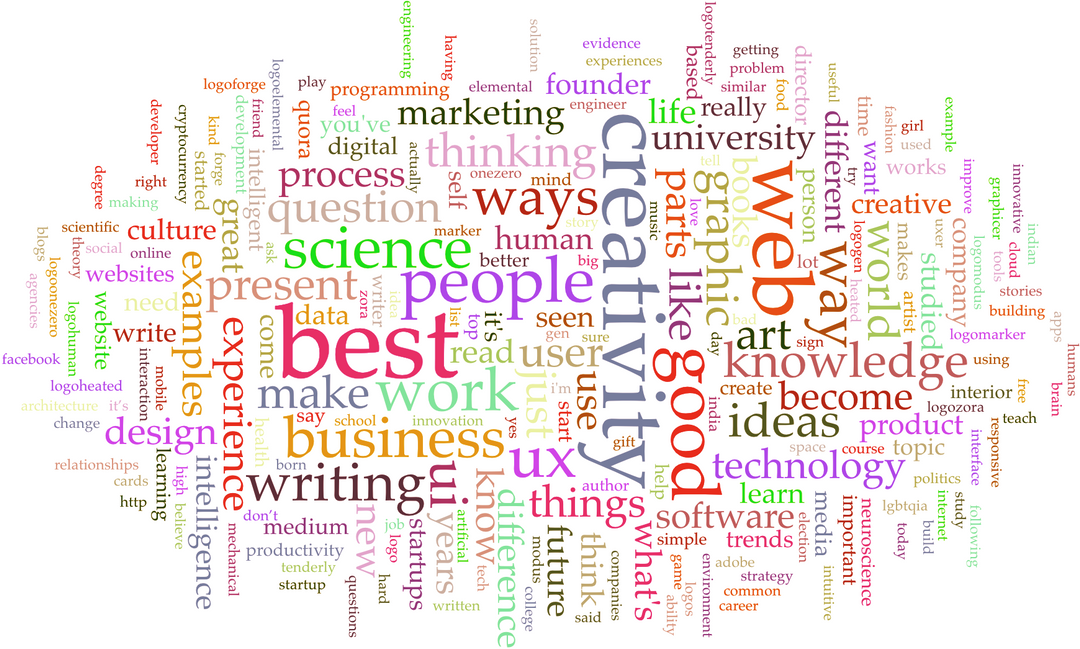 engineering
having
solution
logotenderly
evidence
experiences
getting
problem
similar
based
director
useful
logoforge
logoelemental
play
programming
elemental
founder
engineer
food
developer
cryptocurrency
kind
development
friend
quora
feel
you've
marketing
life
really
time
fashion
girl
used
example
digital
actually
thinking
creativity
university
different
want
try
works
degree
right
making
started
forge
intelligent
process
onezero
mind
self
ways
tell
books
web
person
creative
improve
graphicer
innovative
indian
scientific
culture
great
question
story
music
love
parts
graphic
logogen
world
makes
uxer
company
logomodus
blogs
logoonezero
theory
social
online
ask
science
marker
human
better
big
lot
way
heated
studied
cloud
tools
stories
agencies
websites
examples
present
zora
writer
idea
people
like
artist
building
logohuman
website
need
data
best
list
top
it's
seen
gen
sure
bad
day
art
sign
logomarker
apps
facebook
write
experience
come
read
user
good
knowledge
using
humans
logoheated
interaction
mobile
make
work
just
i'm
use
create
become
interior
free
brain
architecture
it’s
change
say
school
innovation
yes
start
gift
india
ideas
logozora
teach
design
health
business
ux
product
space
course
topic
interface
responsive
relationships
cards
learning
high
intelligence
born
writing
ui
know
author
help
technology
politics
http
believe
things
learn
lgbtqia
internet
study
following
don’t
medium
new
job
logo
startups
years
artificial
difference
future
think
what's
software
simple
trends
election
media
important
neuroscience
today
build
mechanical
productivity
tenderly
startup
questions
hard
written
tech
modus
college
companies
said
game
ability
logos
environment
adobe
strategy
common
career
intuitive